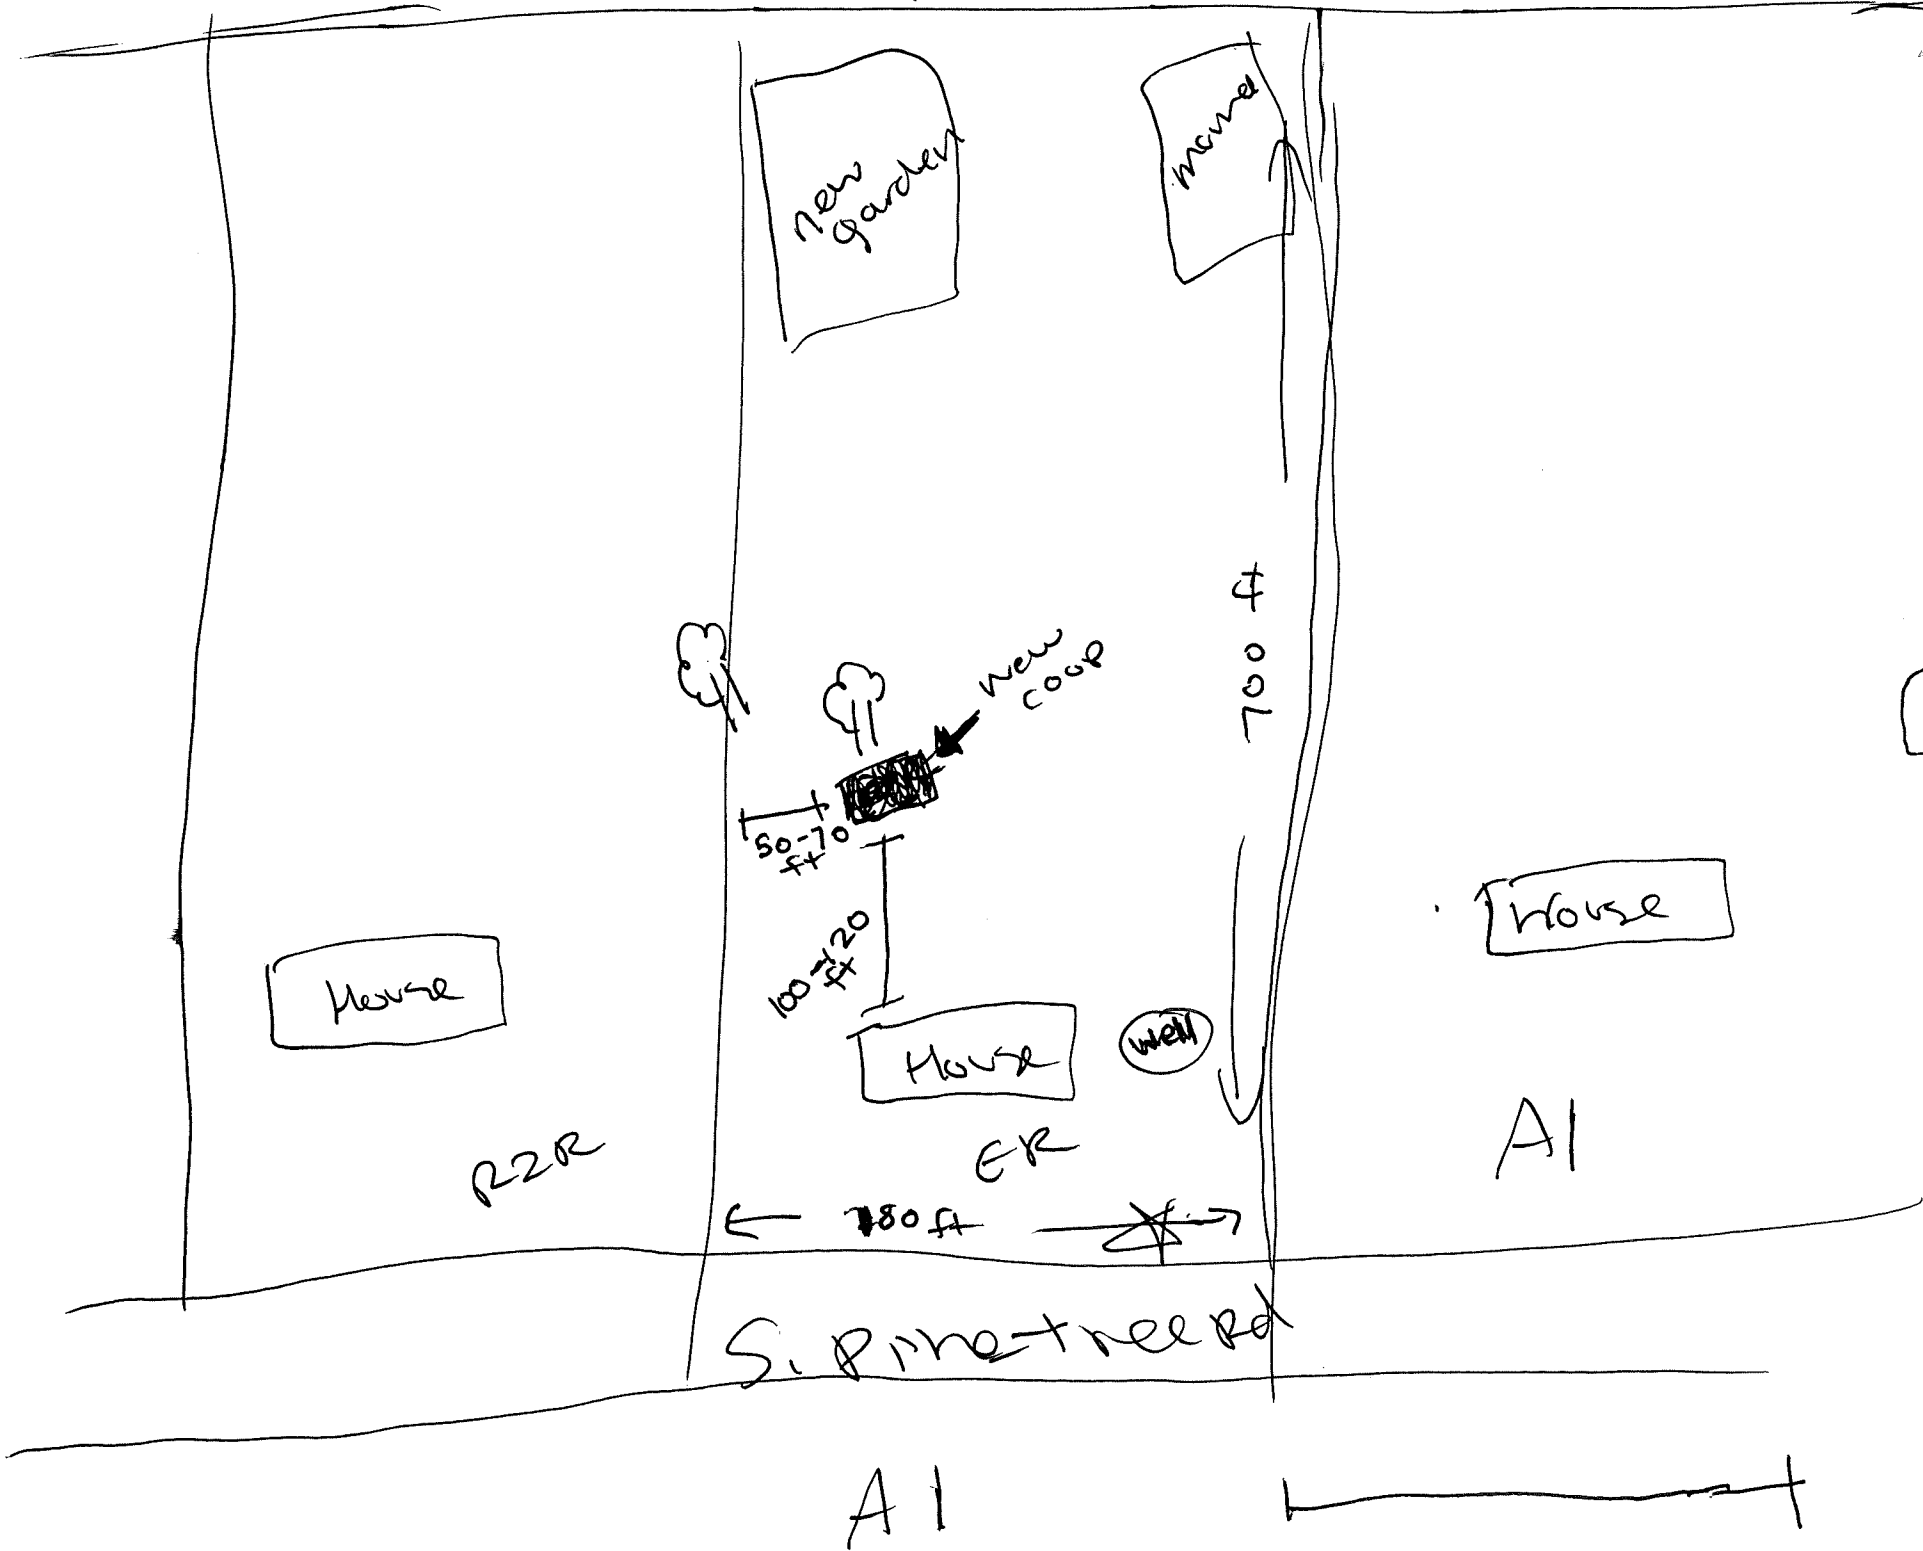 new
garden
mound
700 ft
new
coop
50-70
ft
100-120
ft
House
House
House
well
R2R
ER
A1
180 ft
S. Pinetree Rd
A1